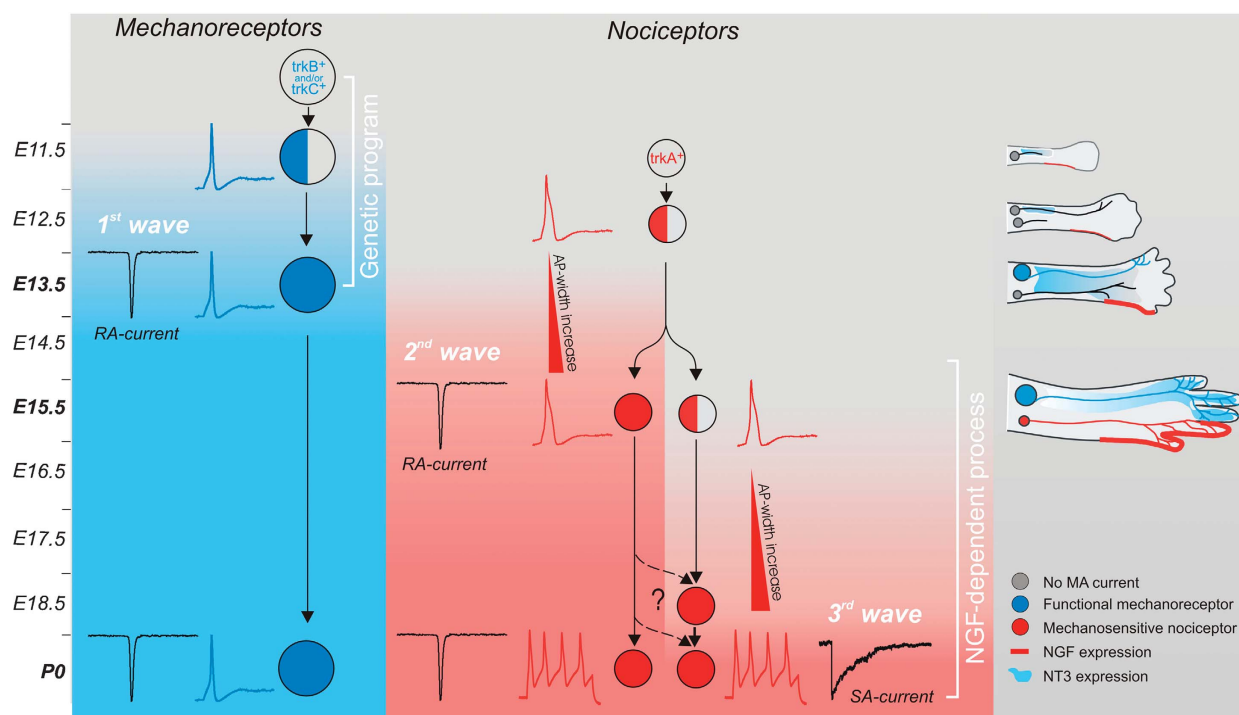 Mechanoreceptors
Nociceptors
trkB+
and/or
trkC+
Genetic program
E11.5
E12.5
E13.5
E14.5
E15.5
E16.5
E17.5
E18.5
P0
1st wave
RA-current
trkA+
AP-width increase
2nd wave
RA-current
AP-width increase
?
3rd wave
SA-current
NGF-dependent process
No MA current
Functional mechanoreceptor
Mechanosensitive nociceptor
NGF expression
NT3 expression